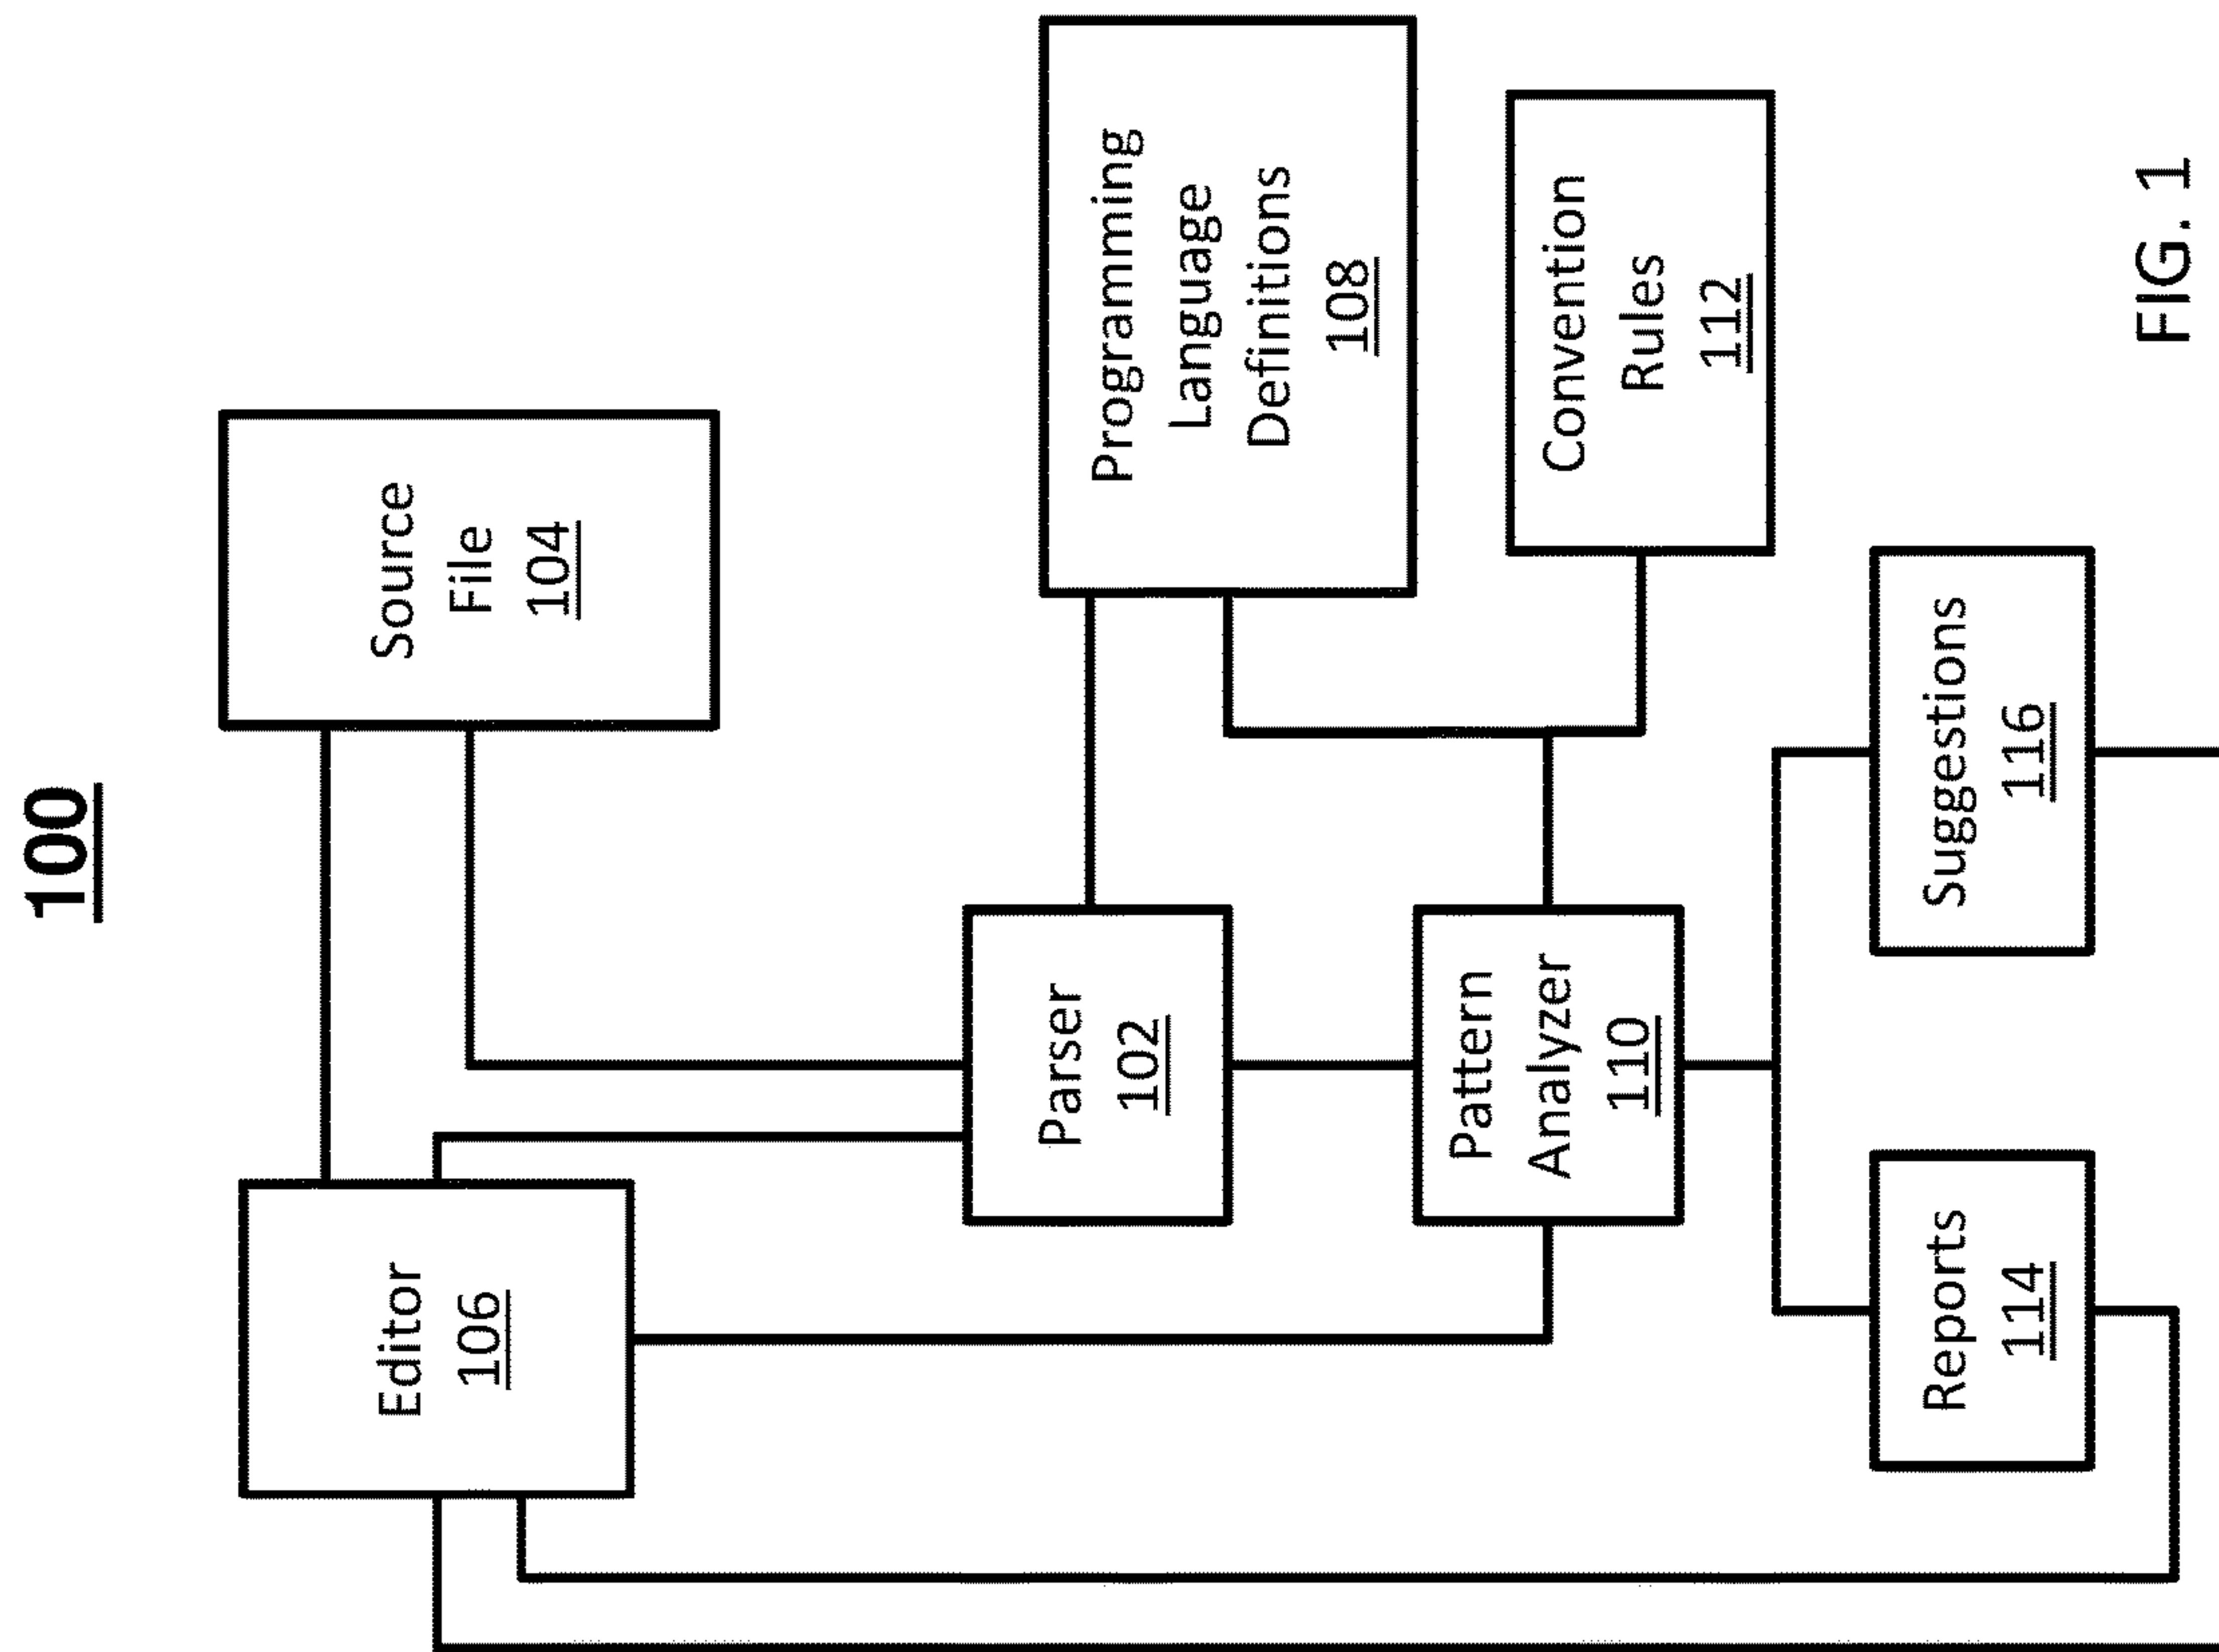 100
Editor
106
Source
File
104
Parser
102
Programming
Language
Definitions
108
Pattern
Analyzer
110
Convention
Rules
112
Reports
114
Suggestions
116
FIG. 1